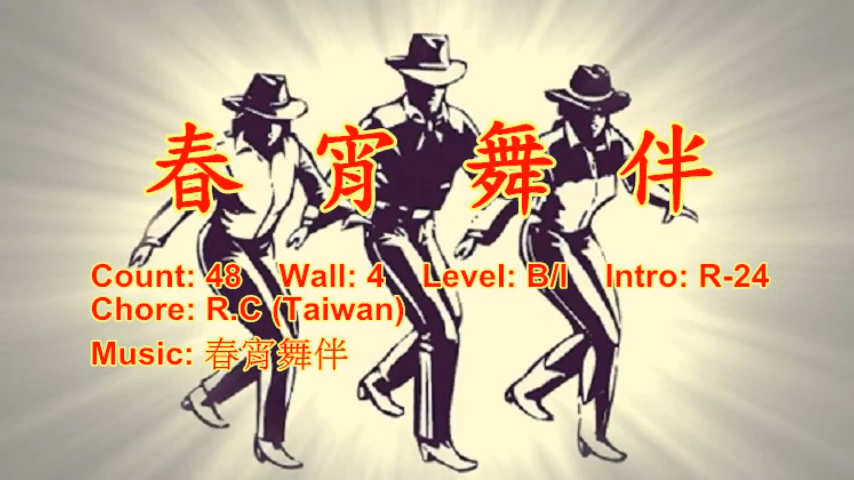 春宵舞伴
Count: 48 Wall: 4 Level: B/I Intro: R-24
Chore: R.C (Taiwan)
Music: 春宵舞伴